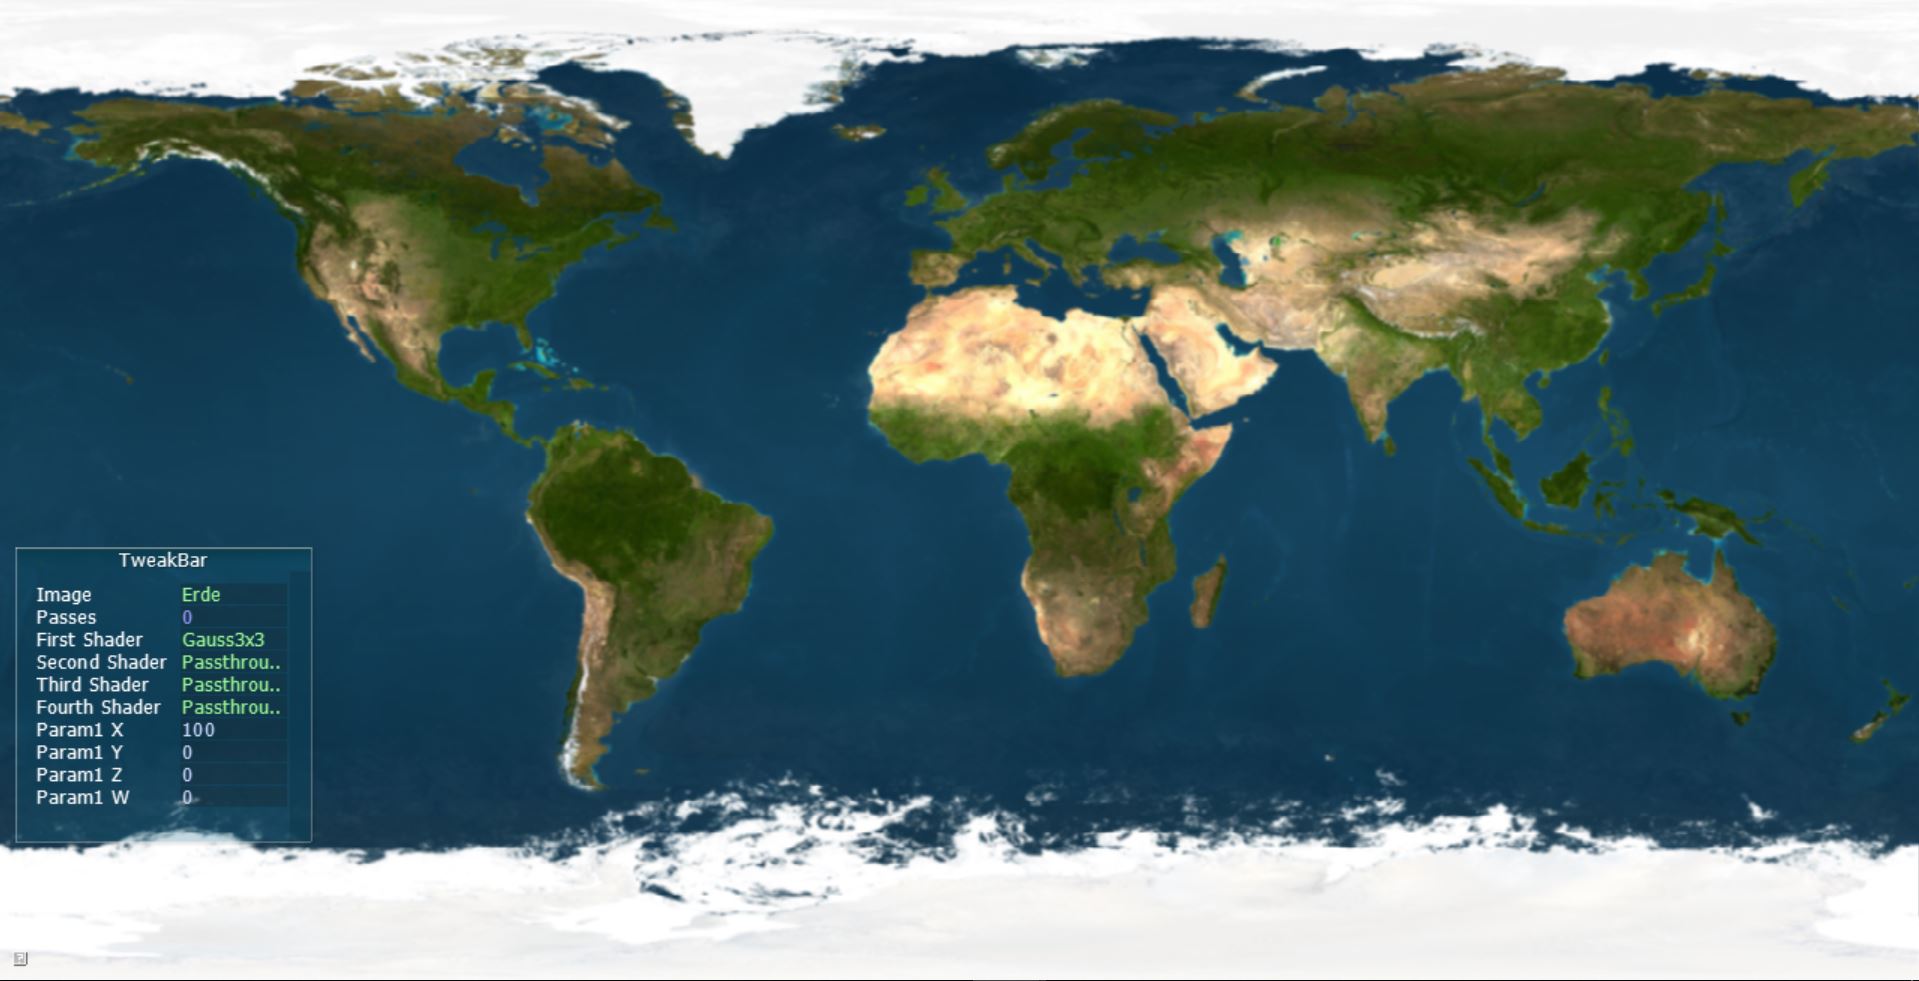 TweakBar
Image Erde
Passes 0
First Shader Gauss3x3
Second Shader Passthrou..
Third Shader Passthrou..
Fourth Shader Passthrou..
Param1 X 100
Param1 Y 0
Param1 Z 0
Param1 W 0